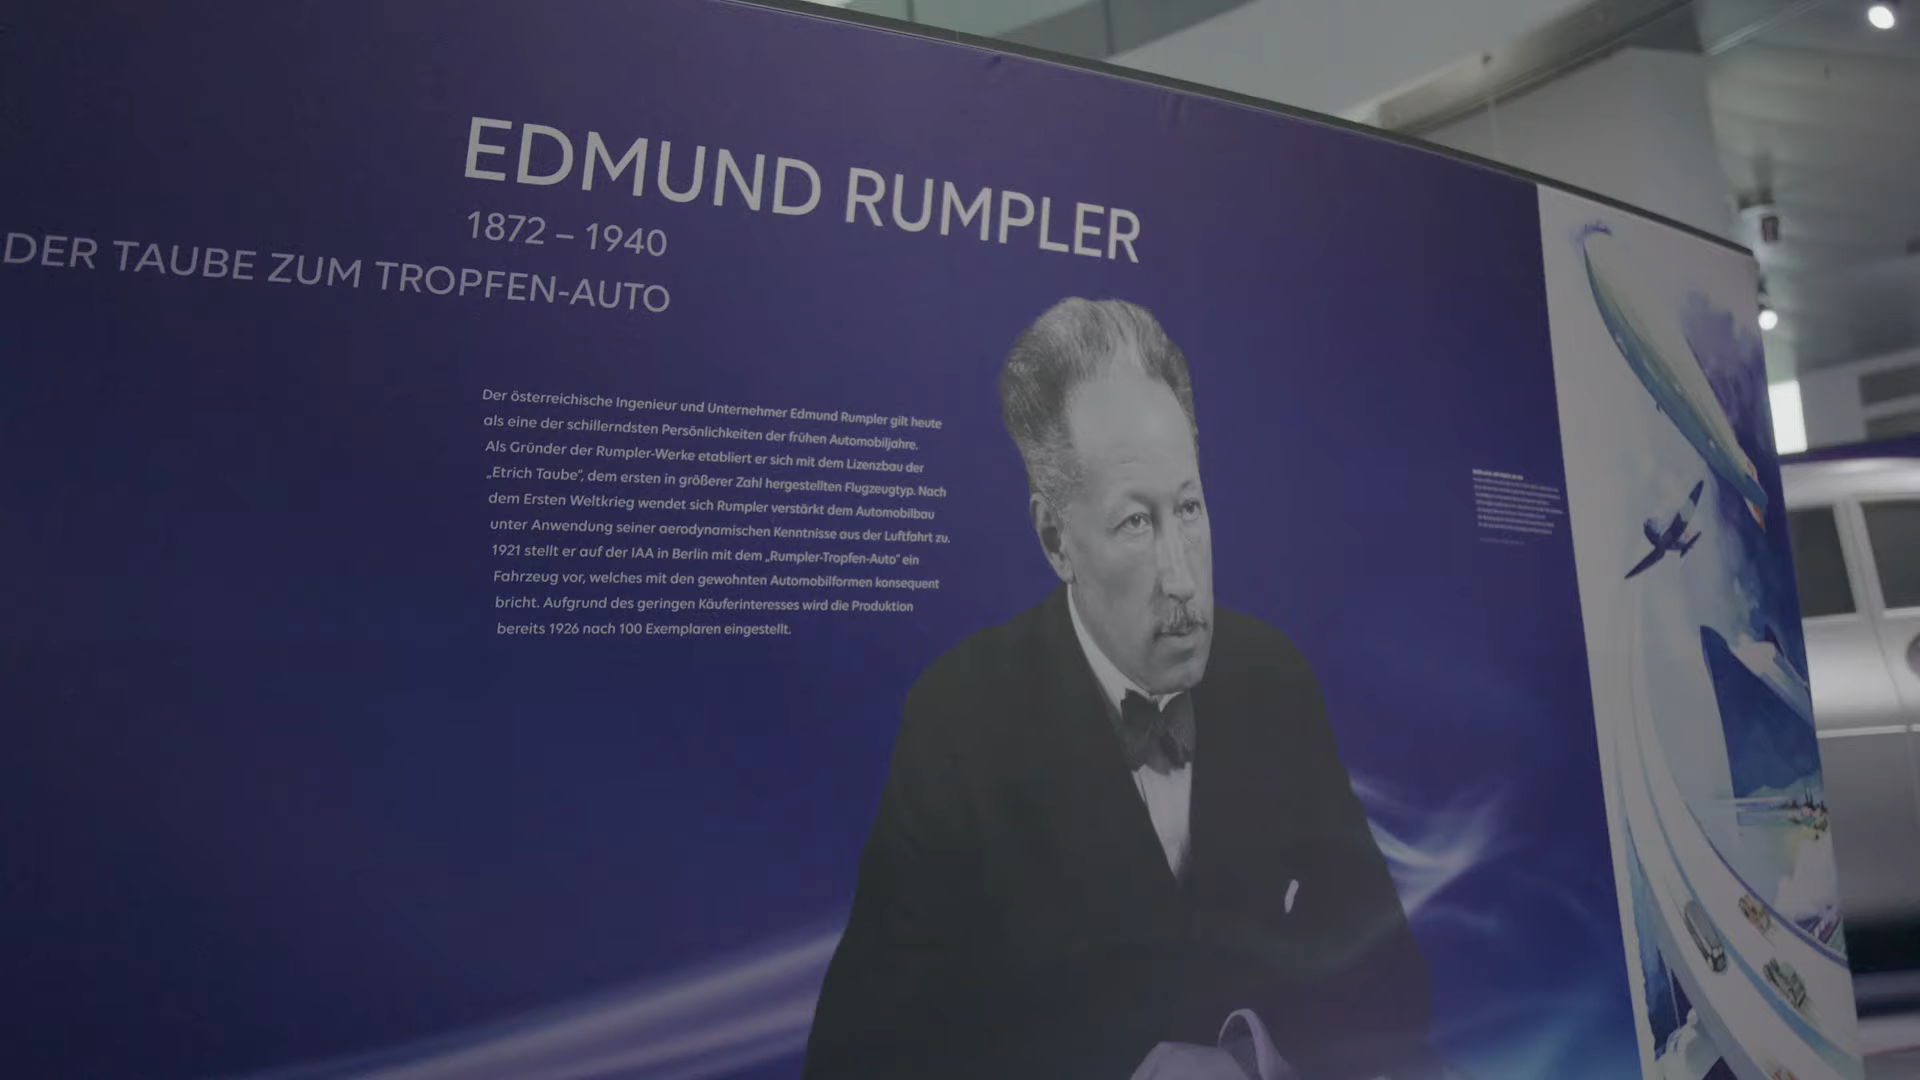 EDMUND RUMPLER
1872 – 1940
DER TAUBE ZUM TROPFEN-AUTO
Der österreichische Ingenieur und Unternehmer Edmund Rumpler gilt heute
als eine der schillerndsten Persönlichkeiten der frühen Automobiljahre.
Als Gründer der Rumpler-Werke etabliert er sich mit dem Lizenzbau der
„Etrich Taube“, dem ersten in größerer Zahl hergestellten Flugzeugtyp. Nach
dem Ersten Weltkrieg wendet sich Rumpler verstärkt dem Automobilbau
unter Anwendung seiner aerodynamischen Kenntnisse aus der Luftfahrt zu.
1921 stellt er auf der IAA in Berlin mit dem „Rumpler-Tropfen-Auto“ ein
Fahrzeug vor, welches mit den gewohnten Automobilformen konsequent
bricht. Aufgrund des geringen Käuferinteresses wird die Produktion
bereits 1926 nach 100 Exemplaren eingestellt.